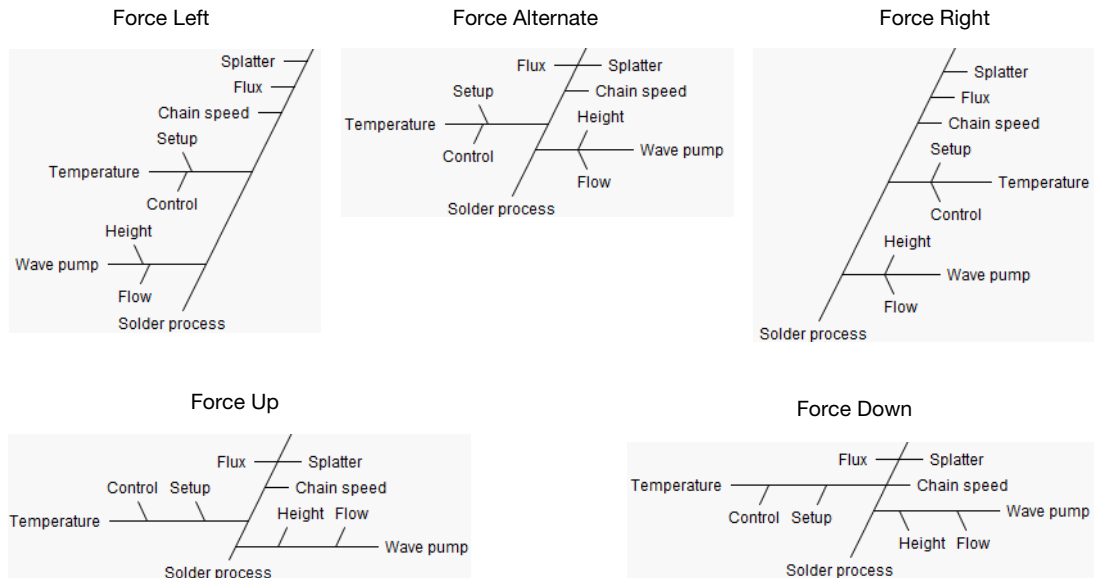 Force Left
Splatter
Flux
Chain speed
Setup
Temperature
Control
Height
Wave pump
Flow
Solder process
Force Alternate
Flux Splatter
Setup Chain speed
Temperature Height
Control Wave pump
Flow
Solder process
Force Right
Splatter
Flux
Chain speed
Setup
Temperature
Control
Height
Wave pump
Flow
Solder process
Force Up
Flux Splatter
Control Setup Chain speed
Temperature Height Flow
Wave pump
Solder process
Force Down
Flux Splatter
Temperature Chain speed
Control Setup Wave pump
Height Flow
Solder process